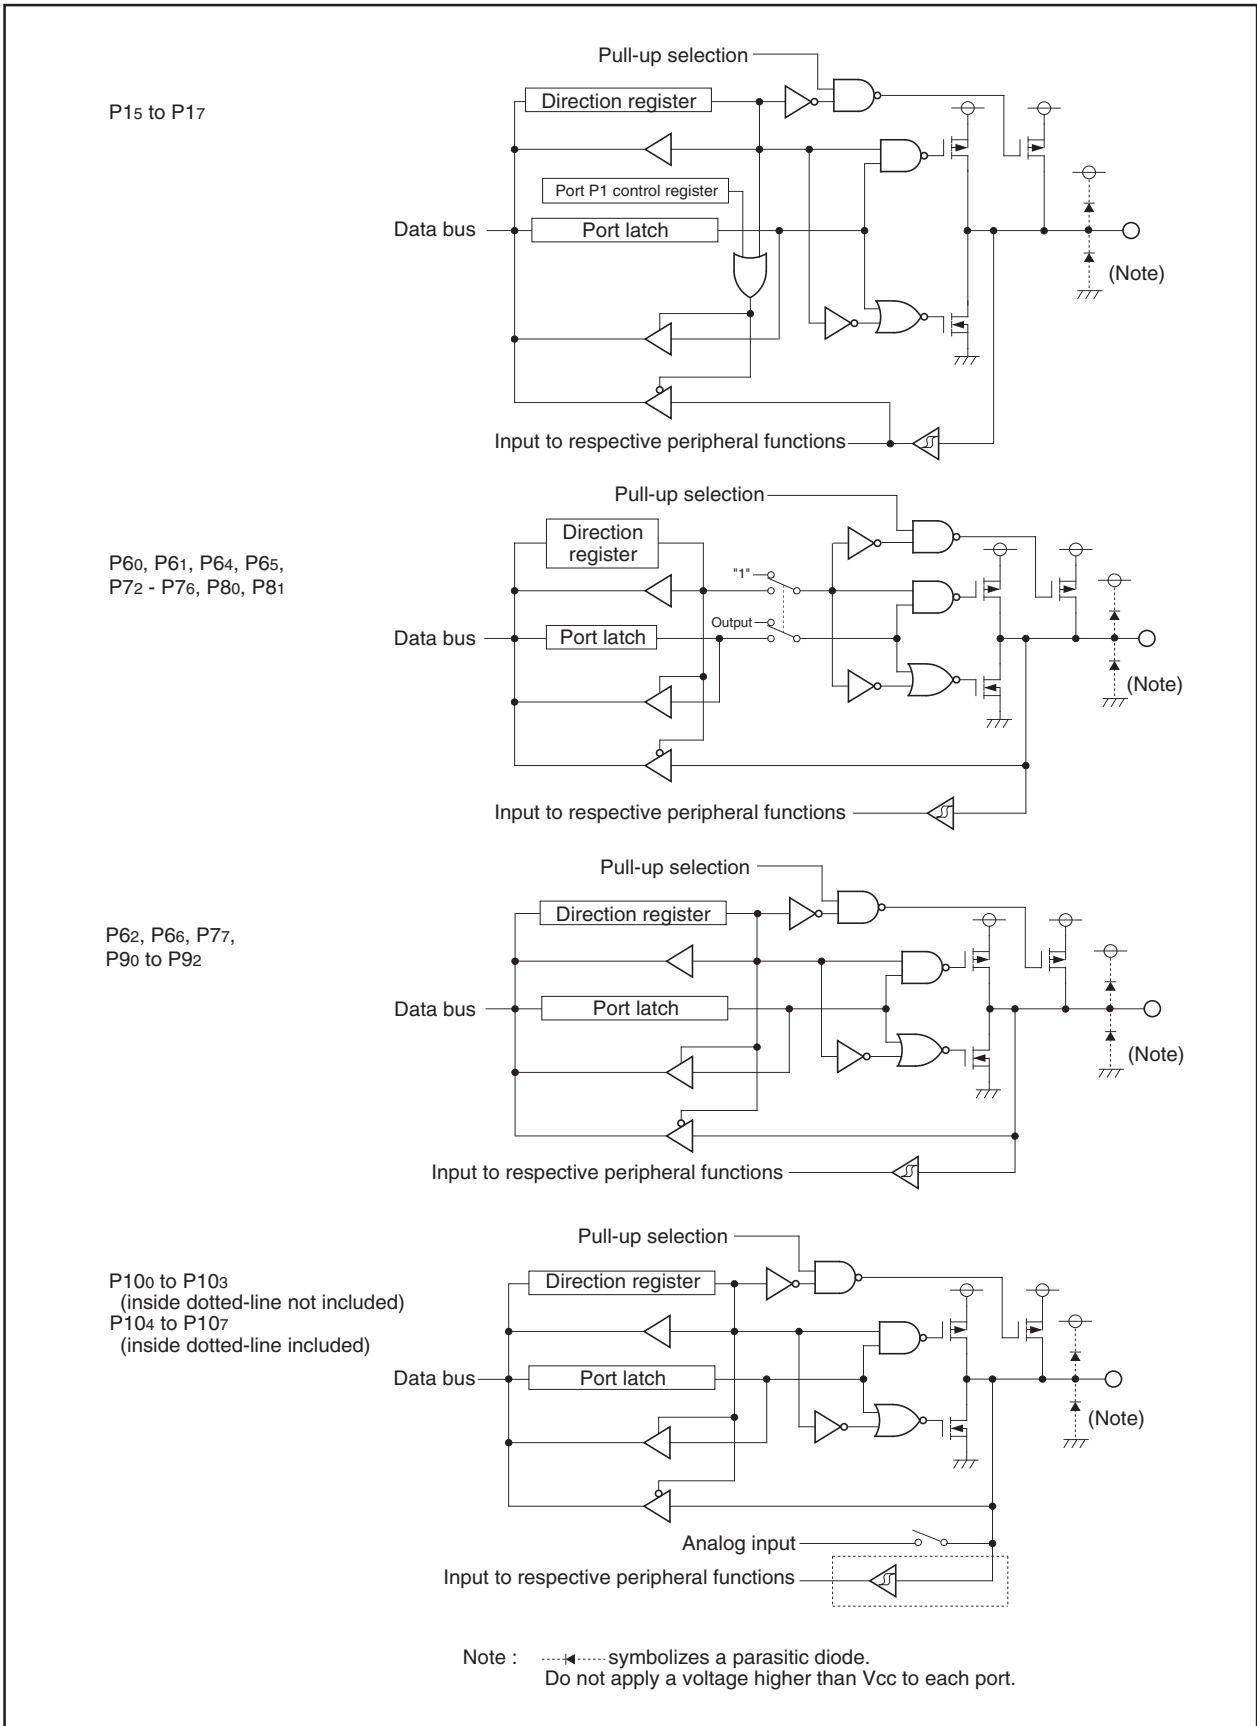 Pull-up selection
P15 to P17
Direction register
Port P1 control register
Data bus
Port latch
(Note)
Input to respective peripheral functions
Pull-up selection
P60, P61, P64, P65,
P72 - P76, P80, P81
Direction
register
"1"
Output
Data bus
Port latch
(Note)
Input to respective peripheral functions
Pull-up selection
P62, P66, P77,
P90 to P92
Direction register
Data bus
Port latch
(Note)
Input to respective peripheral functions
Pull-up selection
P100 to P103
(inside dotted-line not included)
P104 to P107
(inside dotted-line included)
Direction register
Data bus
Port latch
(Note)
Analog input
Input to respective peripheral functions
Note : symbolizes a parasitic diode.
Do not apply a voltage higher than Vcc to each port.